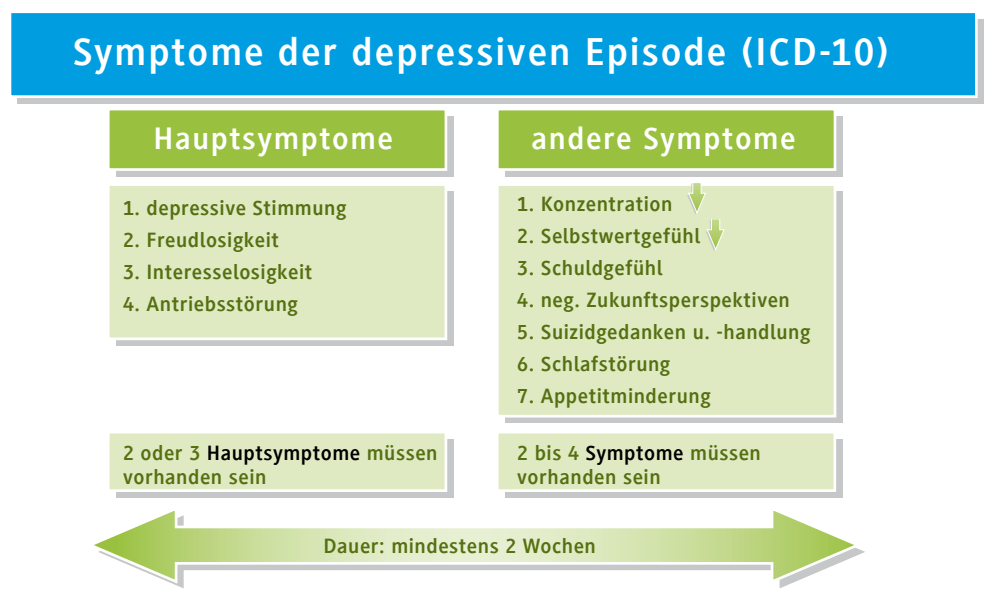 Symptome der depressiven Episode (ICD-10)
Hauptsymptome
1. depressive Stimmung
2. Freudlosigkeit
3. Interesselosigkeit
4. Antriebsstörung
2 oder 3 Hauptsymptome müssen
vorhanden sein
andere Symptome
1. Konzentration
2. Selbstwertgefühl
3. Schuldgefühl
4. neg. Zukunftsperspektiven
5. Suizidgedanken u. -handlung
6. Schlafstörung
7. Appetitminderung
2 bis 4 Symptome müssen
vorhanden sein
Dauer: mindestens 2 Wochen